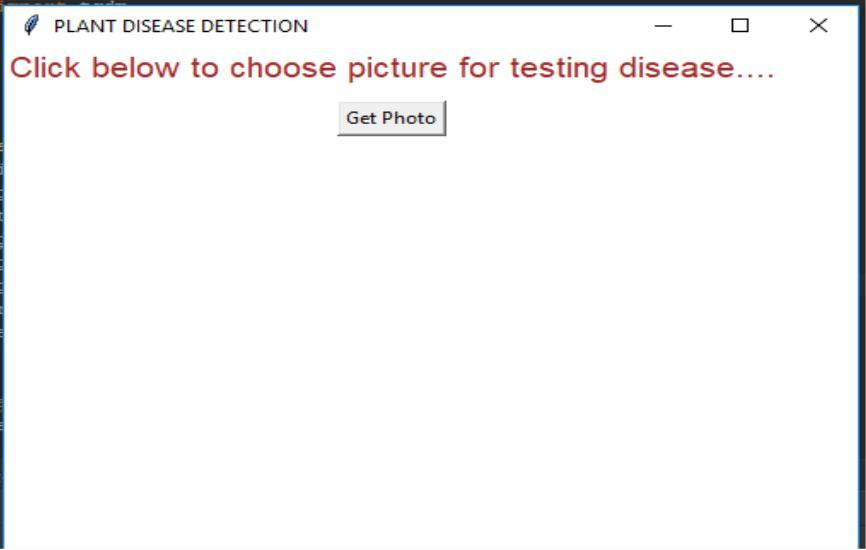 PLANT DISEASE DETECTION
Click below to choose picture for testing disease....
Get Photo